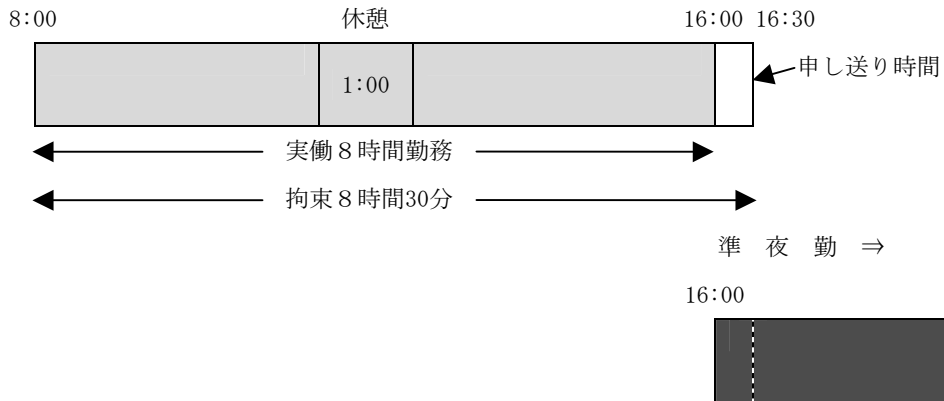 8:00 休憩 16:00 16:30
申し送り時間
1:00
実働８時間勤務
拘束８時間30分
準 夜 勤 ⇒
16:00